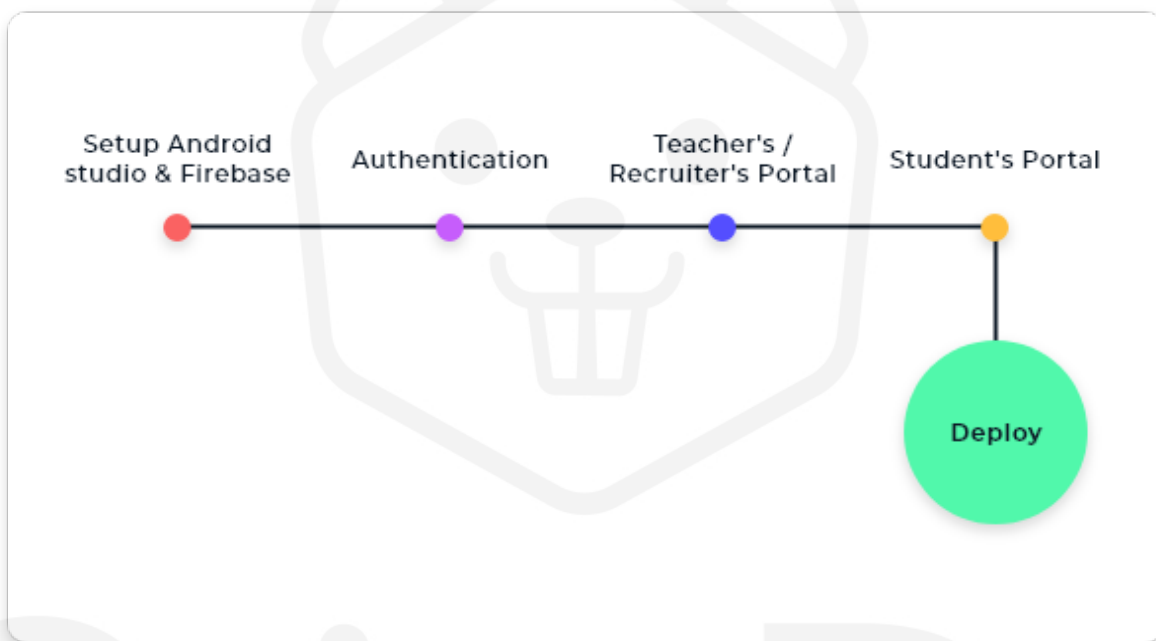 Setup Android
studio & Firebase
Authentication
Teacher's /
Recruiter's Portal
Student's Portal
Deploy